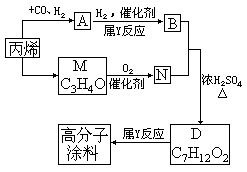 +CO、H₂
A
H₂，催化剂
属Y反应
B
丙烯
M
C₃H₄O
O₂
催化剂
N
浓H₂SO₄
△
高分子
涂料
属Y反应
D
C₇H₁₂O₂